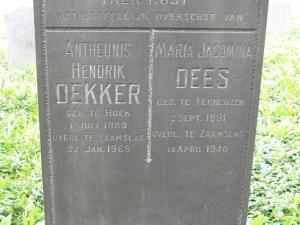 HIER RUST
HET STOFFELIJK OVERSCHOT VAN
ANTHEUNIS
HENDRIK
DEKKER
GEB. TE HOEK
1 JULI 1889
OVERL. TE ZAAMSLAG
27 JAN. 1969
MARIA JACOMINA
DEES
GEB. TE TERNEUZEN
2 SEPT. 1891
OVERL. TE ZAAMSLAG
10 APRIL 1940